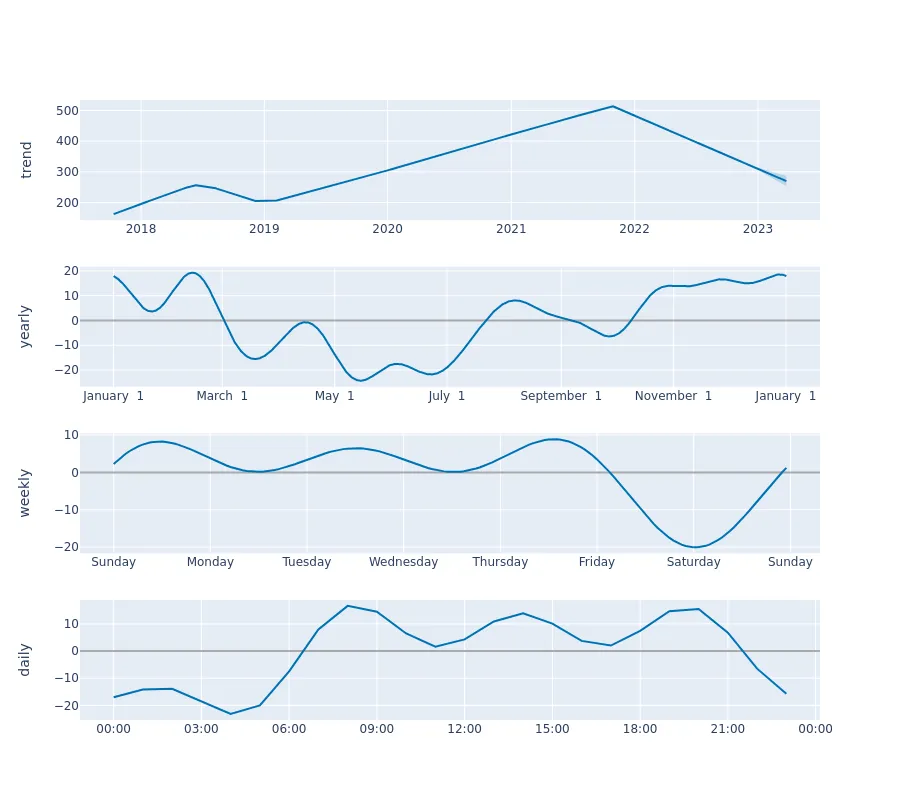 trend
500
400
300
200
2018 2019 2020 2021 2022 2023
yearly
20
10
0
−10
−20
January 1 March 1 May 1 July 1 September 1 November 1 January 1
weekly
10
0
−10
−20
Sunday Monday Tuesday Wednesday Thursday Friday Saturday Sunday
daily
10
0
−10
−20
00:00 03:00 06:00 09:00 12:00 15:00 18:00 21:00 00:00